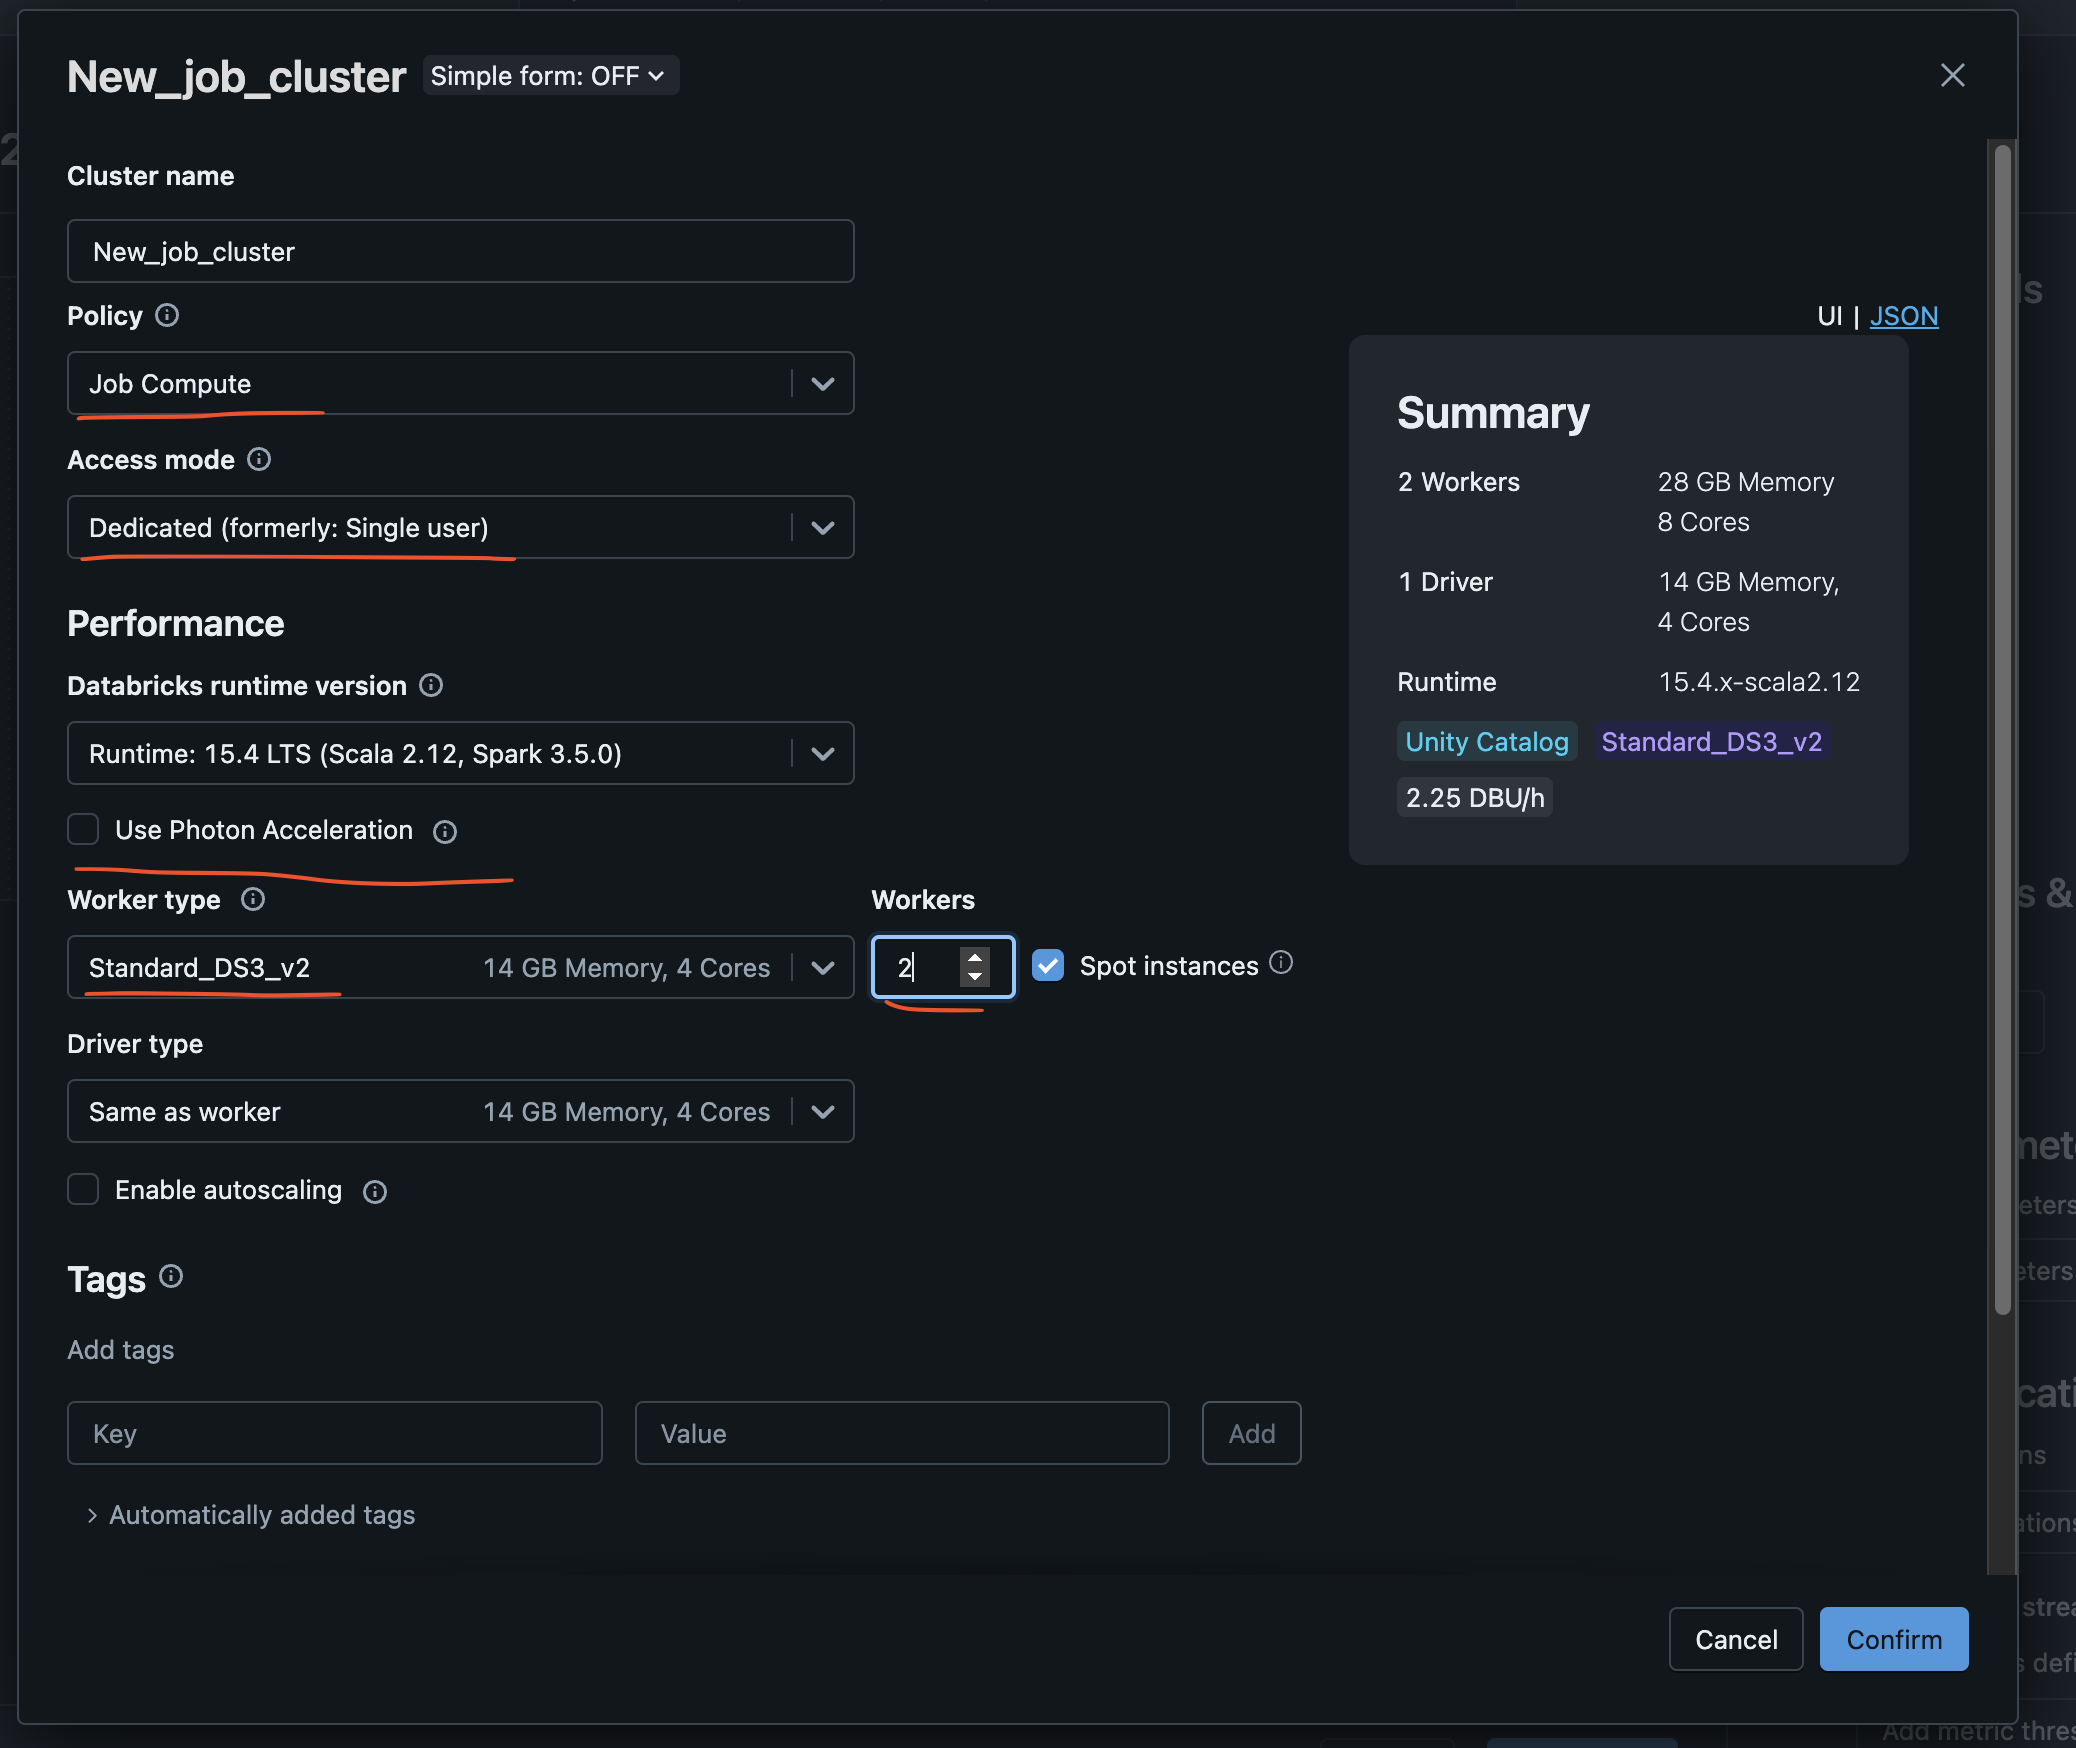 New_job_cluster Simple form: OFF
Cluster name
New_job_cluster
Policy
UI | JSON
Job Compute
Access mode
Dedicated (formerly: Single user)
Summary
2 Workers 28 GB Memory
8 Cores
1 Driver 14 GB Memory,
4 Cores
Runtime 15.4.x-scala2.12
Unity Catalog Standard_DS3_v2
2.25 DBU/h
Performance
Databricks runtime version
Runtime: 15.4 LTS (Scala 2.12, Spark 3.5.0)
Use Photon Acceleration
Worker type Workers
Standard_DS3_v2 14 GB Memory, 4 Cores 2 Spot instances
Driver type
Same as worker 14 GB Memory, 4 Cores
Enable autoscaling
Tags
Add tags
Key Value Add
Automatically added tags
Cancel Confirm
Add metric